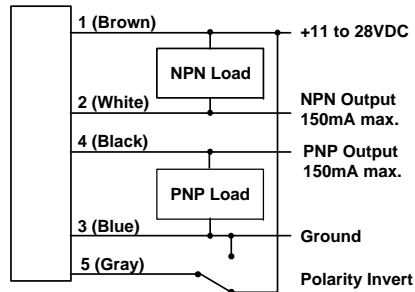 1 (Brown)
+11 to 28VDC
NPN Load
2 (White)
NPN Output
150mA max.
4 (Black)
PNP Output
150mA max.
PNP Load
3 (Blue)
Ground
5 (Gray)
Polarity Invert